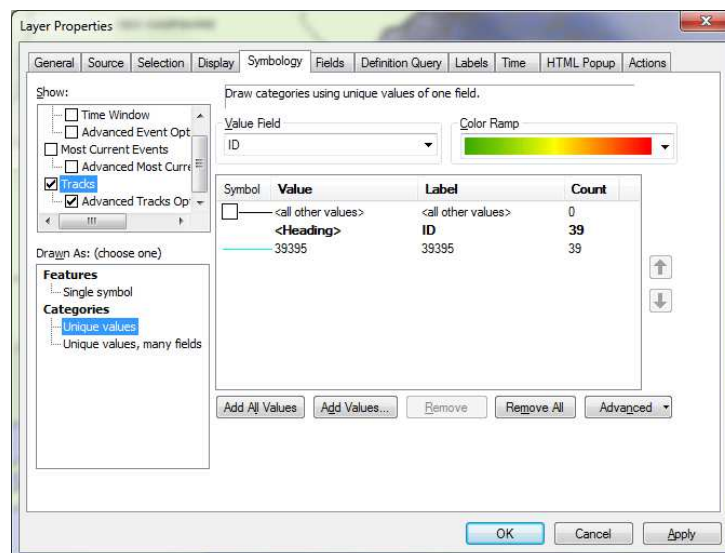 Layer Properties
General Source Selection Display Symbology Fields Definition Query Labels Time HTML Popup Actions
Show:
Time Window
Advanced Event Opt
Most Current Events
Advanced Most Curre
Tracks
Advanced Tracks Op
Drawn As: (choose one)
Features
Single symbol
Categories
Unique values
Unique values, many fields
Draw categories using unique values of one field.
Value Field
ID
Color Ramp
Symbol Value Label Count
<all other values> <all other values> 0
<Heading> ID 39
39395 39395 39
Add All Values Add Values... Remove Remove All Advanced
OK Cancel Apply